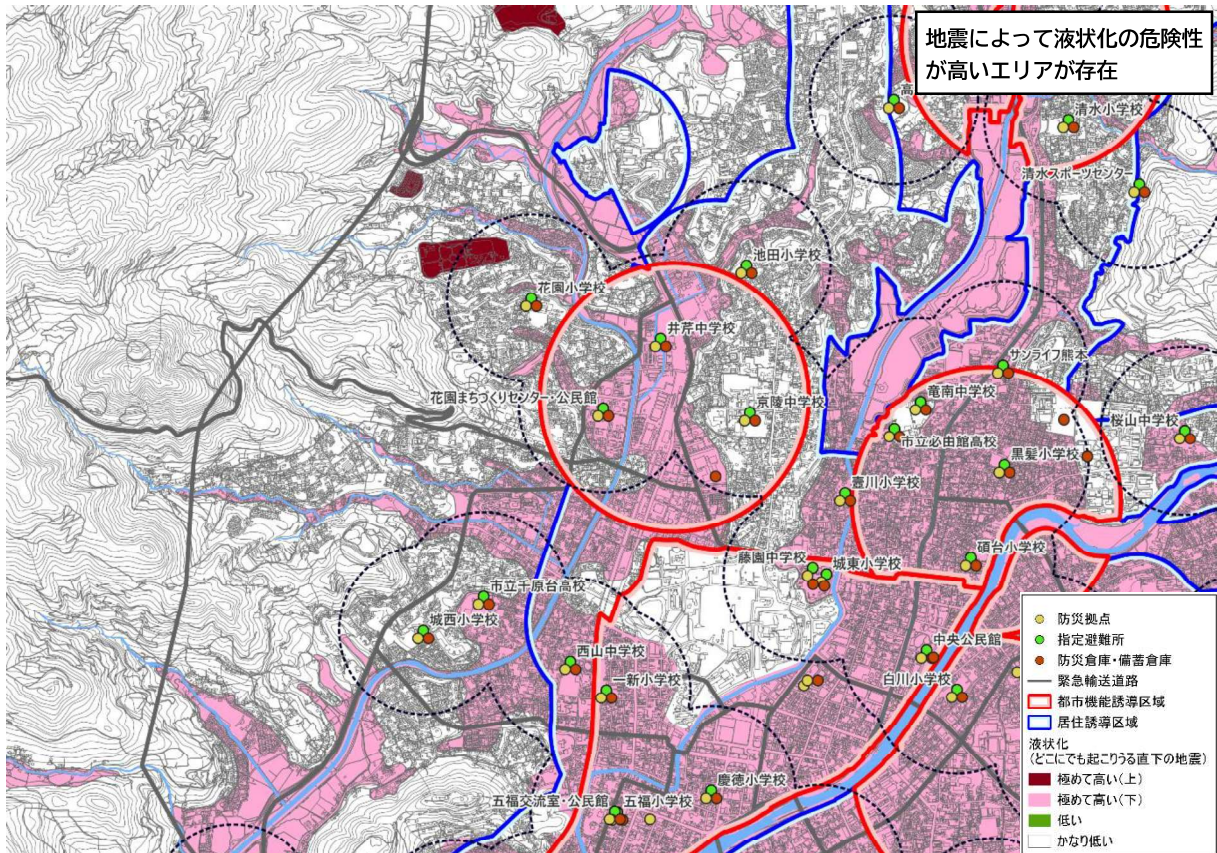 地震によって液状化の危険性
が高いエリアが存在
高
清水小学校
清水スポーツセンター
池田小学校
花園小学校
井芹中学校
サンライフ熊本
花園まちづくりセンター・公民館
京陵中学校
竜南中学校
桜山中学校
市立必由館高校
黒髪小学校
壺川小学校
藤園中学校
城東小学校
碩台小学校
市立千原台高校
城西小学校
西山中学校
中央公民館
一新小学校
白川小学校
慶徳小学校
五福交流室・公民館
五福小学校
防災拠点
指定避難所
防災倉庫・備蓄倉庫
緊急輸送道路
都市機能誘導区域
居住誘導区域
液状化
(どこにでも起こりうる直下の地震)
極めて高い(上)
極めて高い(下)
低い
かなり低い